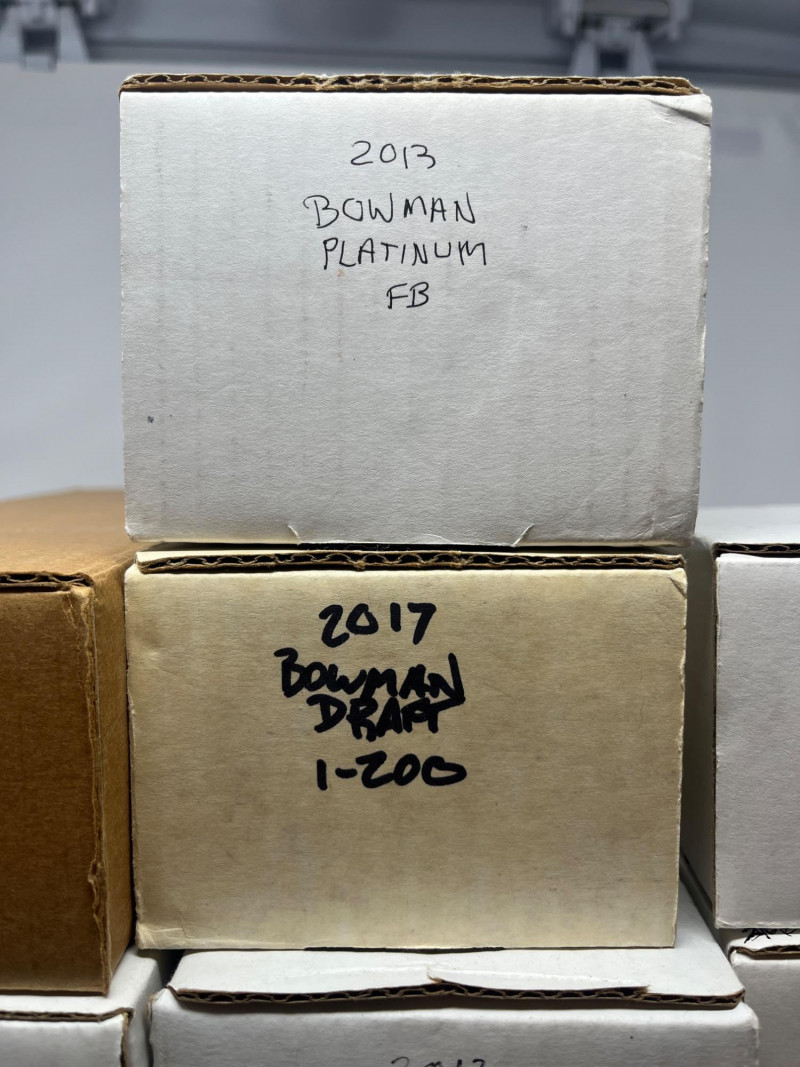 2013
BOWMAN
PLATINUM
FB
2017
BOWMAN
DRAFT
1-200